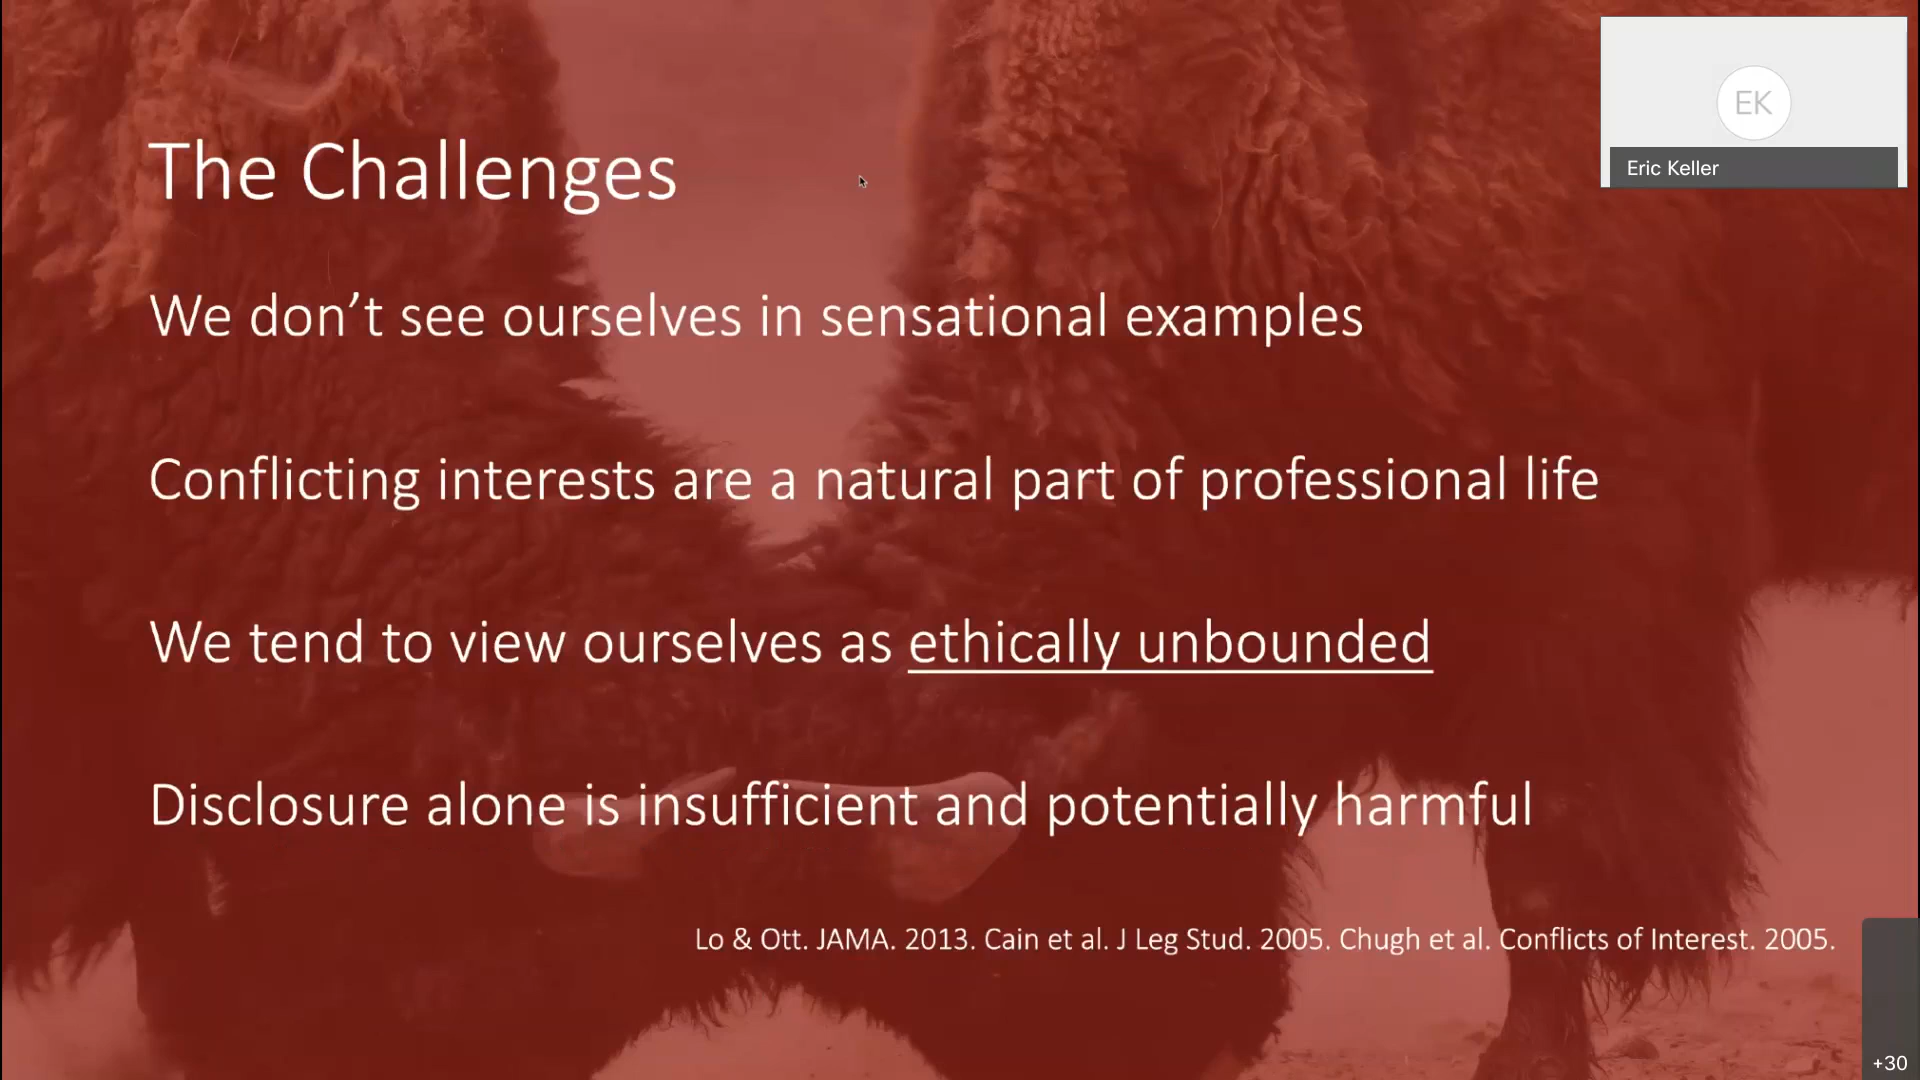 EK
Eric Keller
The Challenges
We don’t see ourselves in sensational examples
Conflicting interests are a natural part of professional life
We tend to view ourselves as ethically unbounded
Disclosure alone is insufficient and potentially harmful
Lo & Ott. JAMA. 2013. Cain et al. J Leg Stud. 2005. Chugh et al. Conflicts of Interest. 2005.
+30